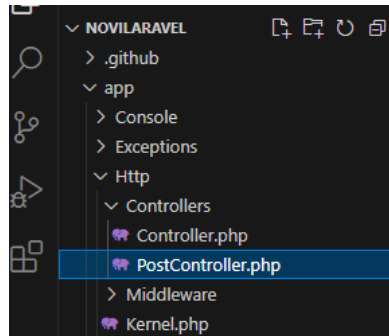 NOVILARAVEL
.github
app
Console
Exceptions
Http
Controllers
Controller.php
PostController.php
Middleware
Kernel.php